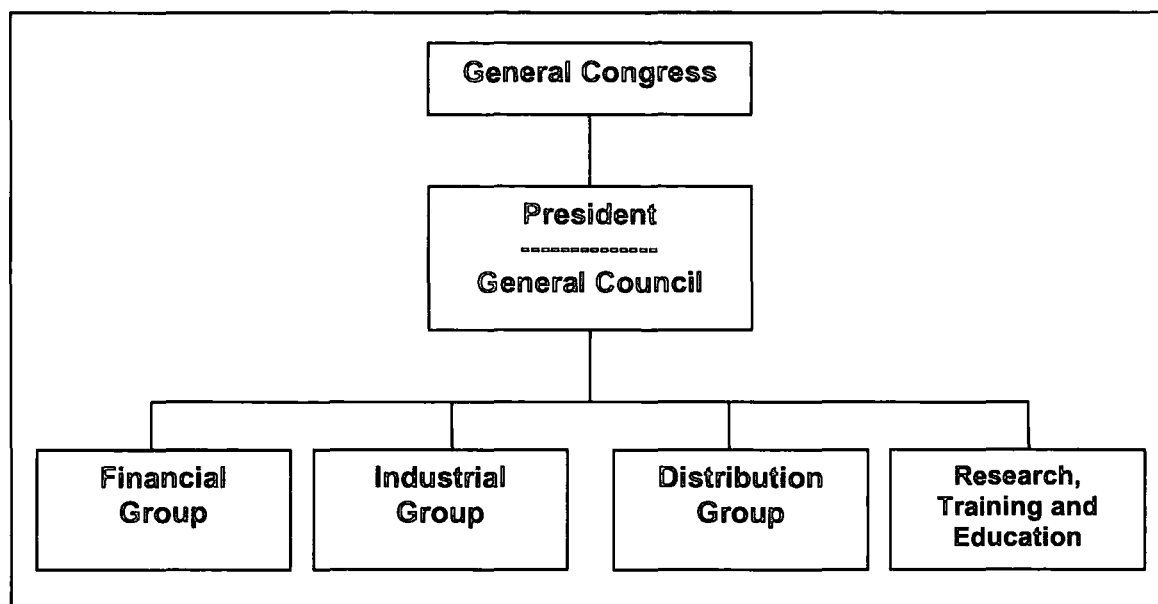 General Congress
President
-------------
General Council
Financial
Group
Industrial
Group
Distribution
Group
Research,
Training and
Education